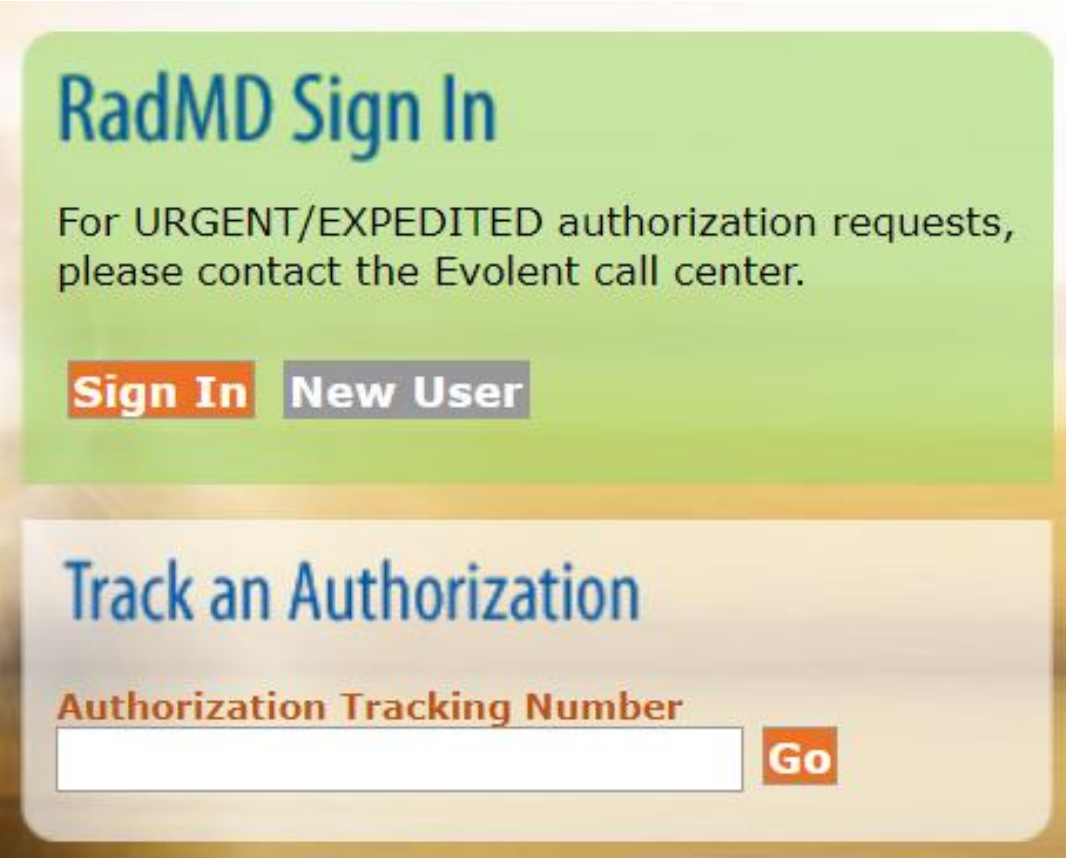 RadMD Sign In
For URGENT/EXPEDITED authorization requests,
please contact the Evolent call center.
Sign In New User
Track an Authorization
Authorization Tracking Number
Go